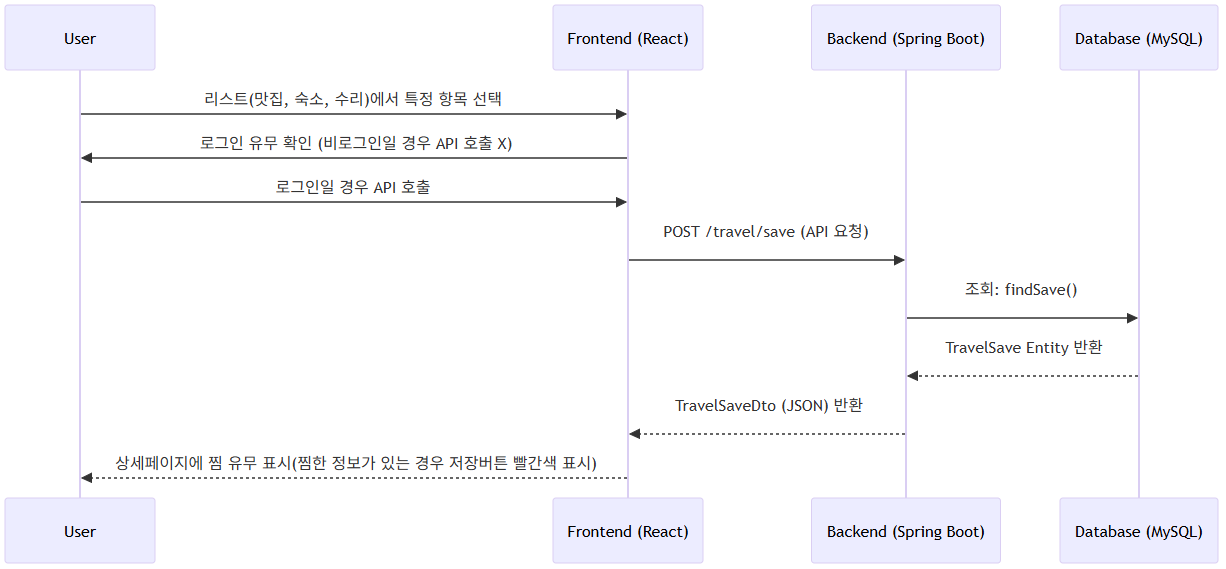 User
Frontend (React)
Backend (Spring Boot)
Database (MySQL)
리스트(맛집, 숙소, 수리)에서 특정 항목 선택
로그인 유무 확인 (비로그인일 경우 API 호출 X)
로그인일 경우 API 호출
POST /travel/save (API 요청)
조회: findSave()
TravelSave Entity 반환
TravelSaveDto (JSON) 반환
상세페이지에 찜 유무 표시(찜한 정보가 있는 경우 저장버튼 빨간색 표시)
User
Frontend (React)
Backend (Spring Boot)
Database (MySQL)